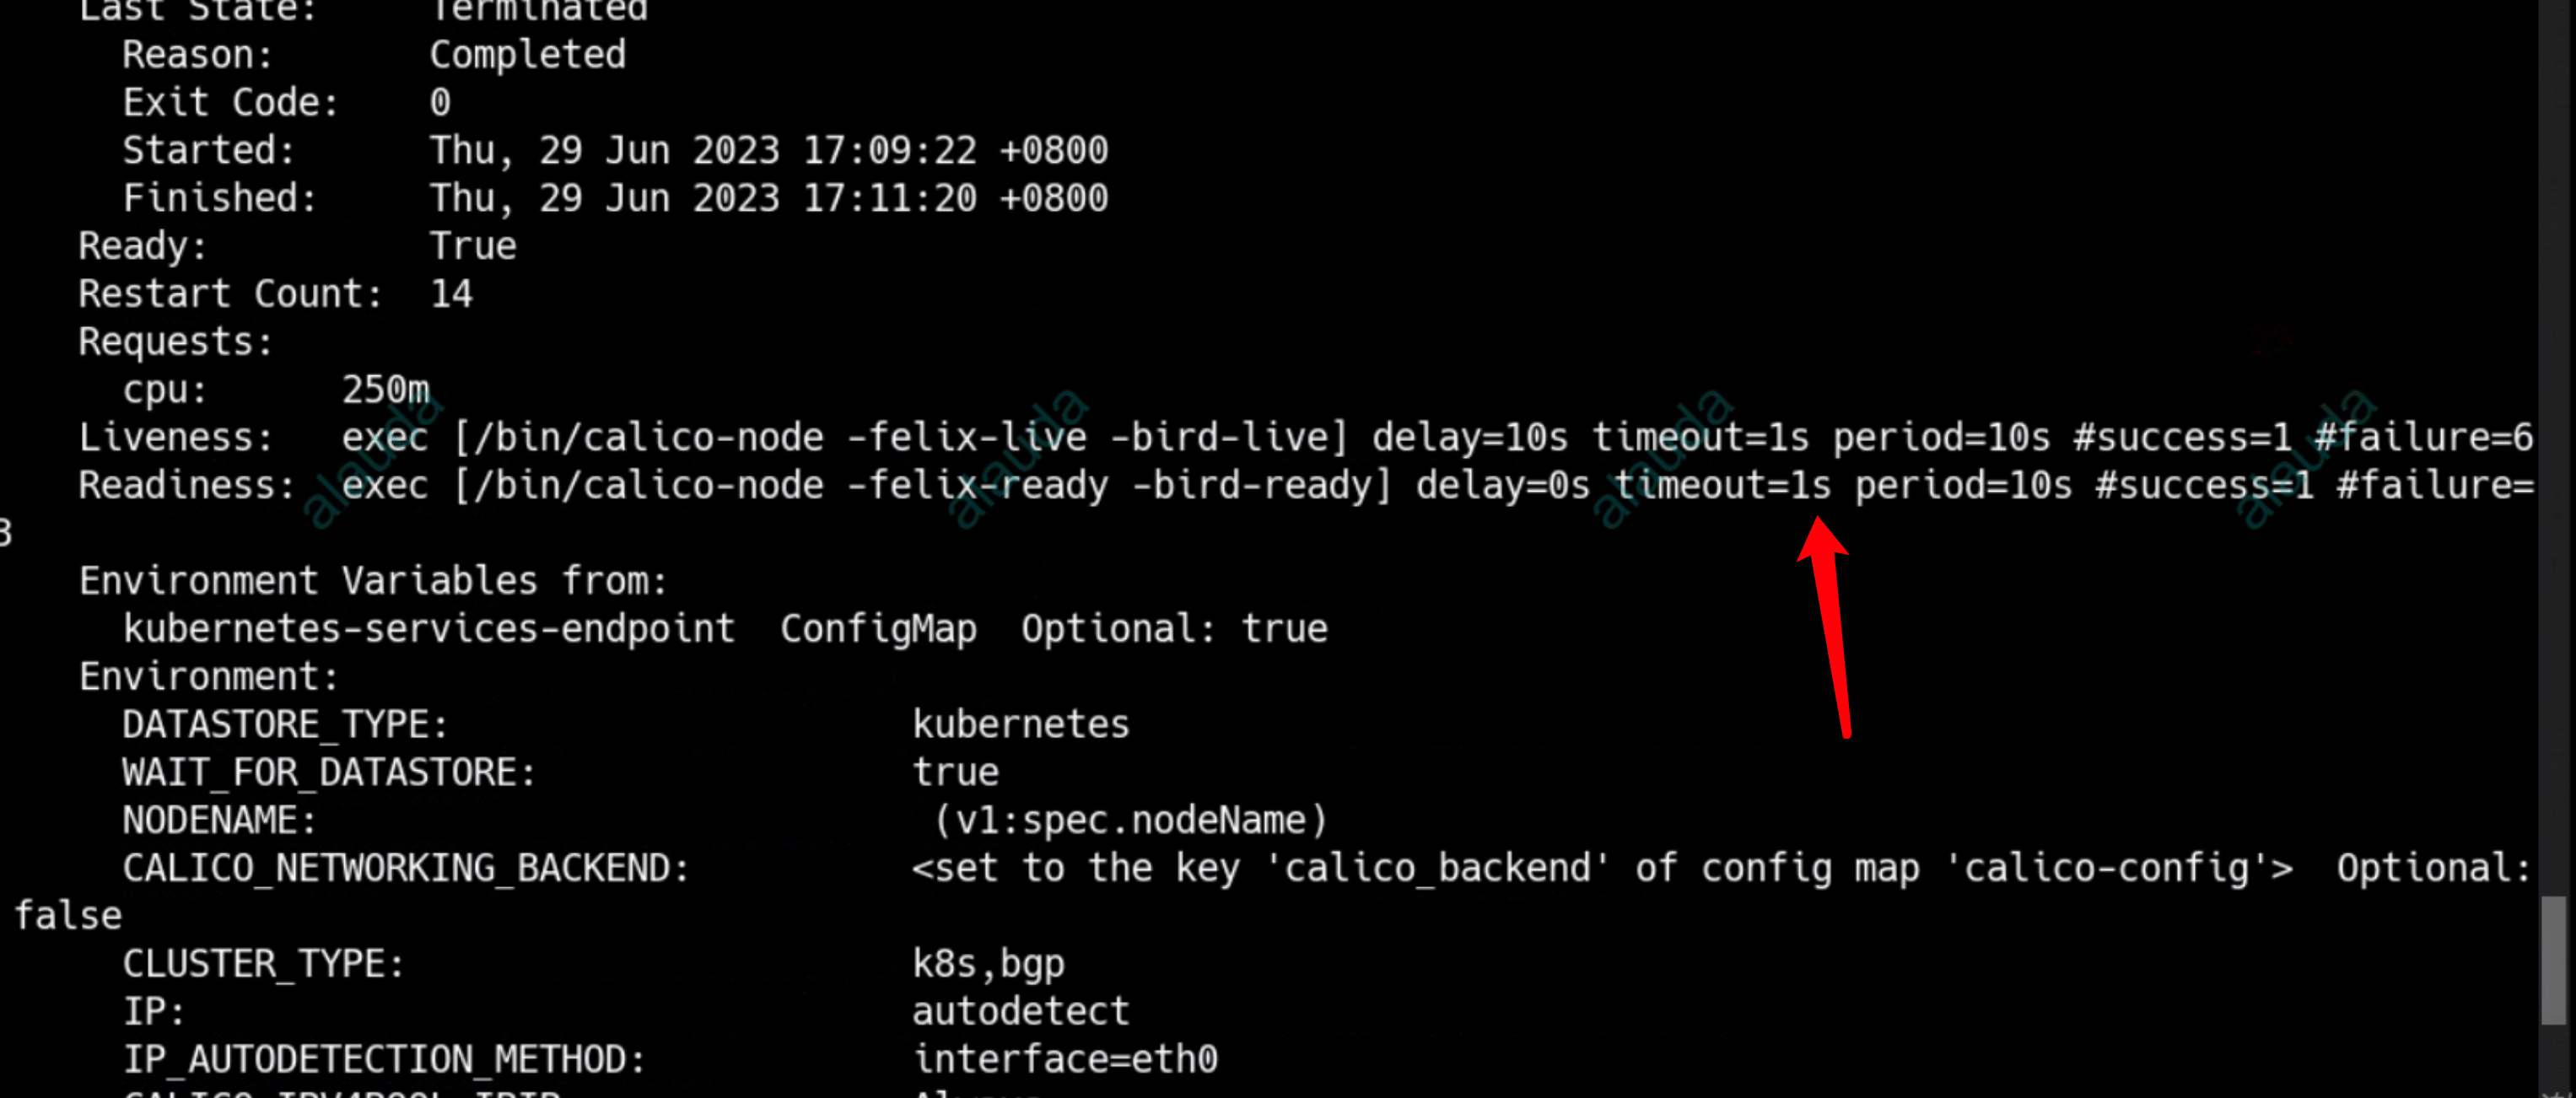 Last State:     Terminated
  Reason:       Completed
  Exit Code:    0
  Started:      Thu, 29 Jun 2023 17:09:22 +0800
  Finished:     Thu, 29 Jun 2023 17:11:20 +0800
Ready:          True
Restart Count:  14
Requests:
  cpu:      250m
Liveness:   exec [/bin/calico-node -felix-live -bird-live] delay=10s timeout=1s period=10s #success=1 #failure=6
Readiness:  exec [/bin/calico-node -felix-ready -bird-ready] delay=0s timeout=1s period=10s #success=1 #failure=
3
Environment Variables from:
  kubernetes-services-endpoint  ConfigMap  Optional: true
Environment:
  DATASTORE_TYPE:                     kubernetes
  WAIT_FOR_DATASTORE:                 true
  NODENAME:                            (v1:spec.nodeName)
  CALICO_NETWORKING_BACKEND:          <set to the key 'calico_backend' of config map 'calico-config'>  Optional:
false
  CLUSTER_TYPE:                       k8s,bgp
  IP:                                 autodetect
  IP_AUTODETECTION_METHOD:            interface=eth0
alauda
alauda
alauda
alauda